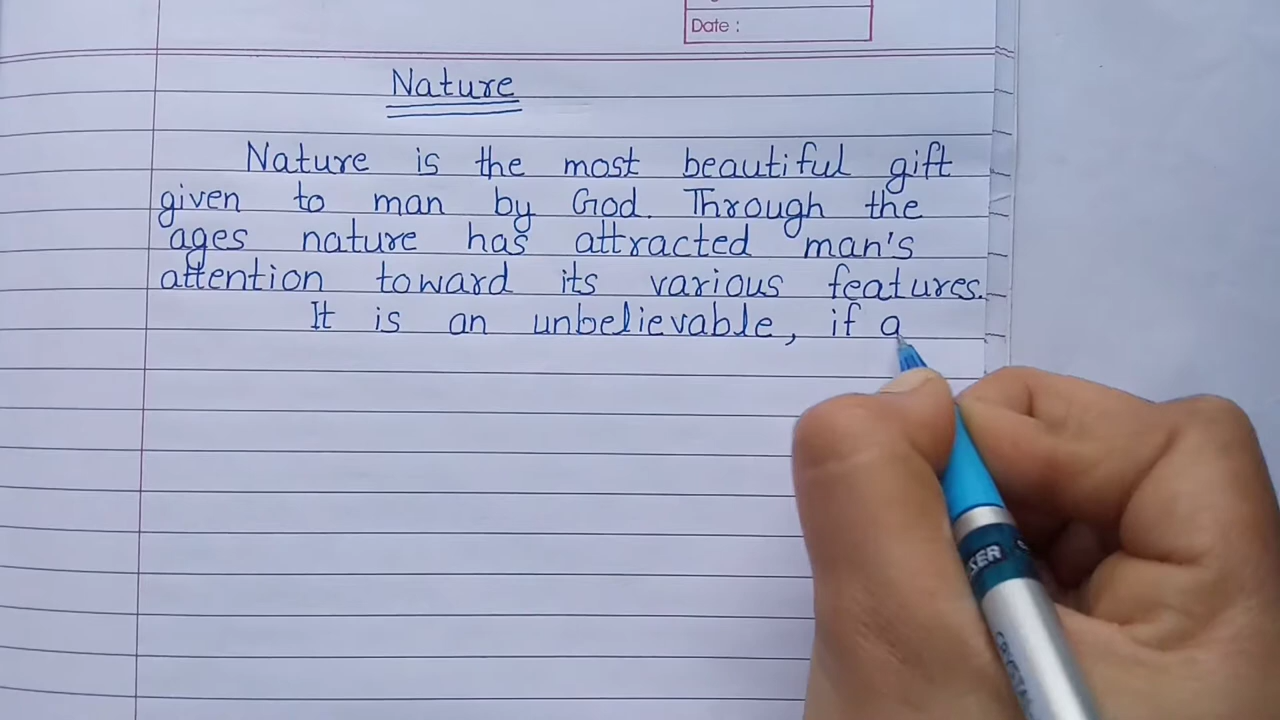 Date :
Nature
Nature is the most beautiful gift
given to man by God. Through the
ages nature has attracted man's
attention toward its various features.
It is an unbelievable, if a